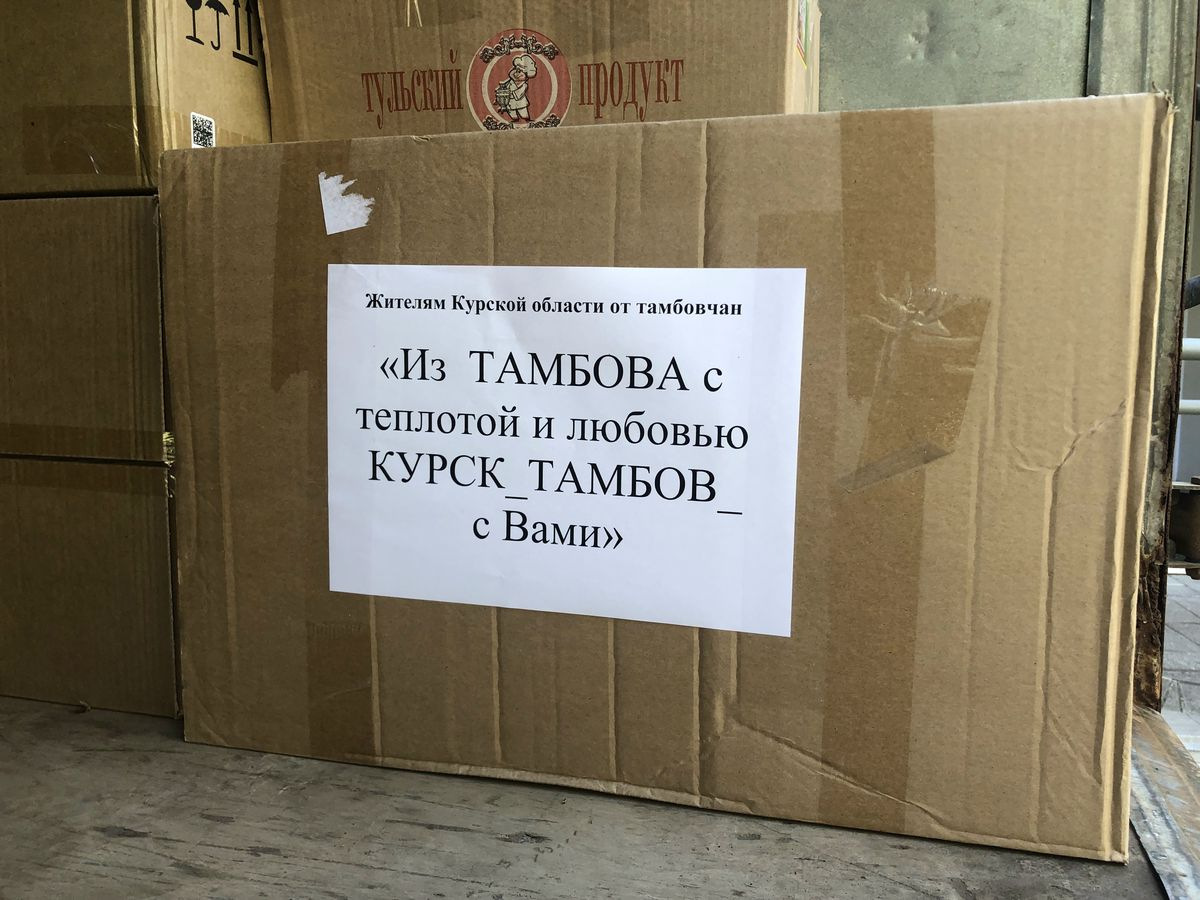 ТУЛЬСКИЙ ПРОДУКТ
Жителям Курской области от тамбовчан
«Из ТАМБОВА с
теплотой и любовью
КУРСК_ТАМБОВ_
с Вами»